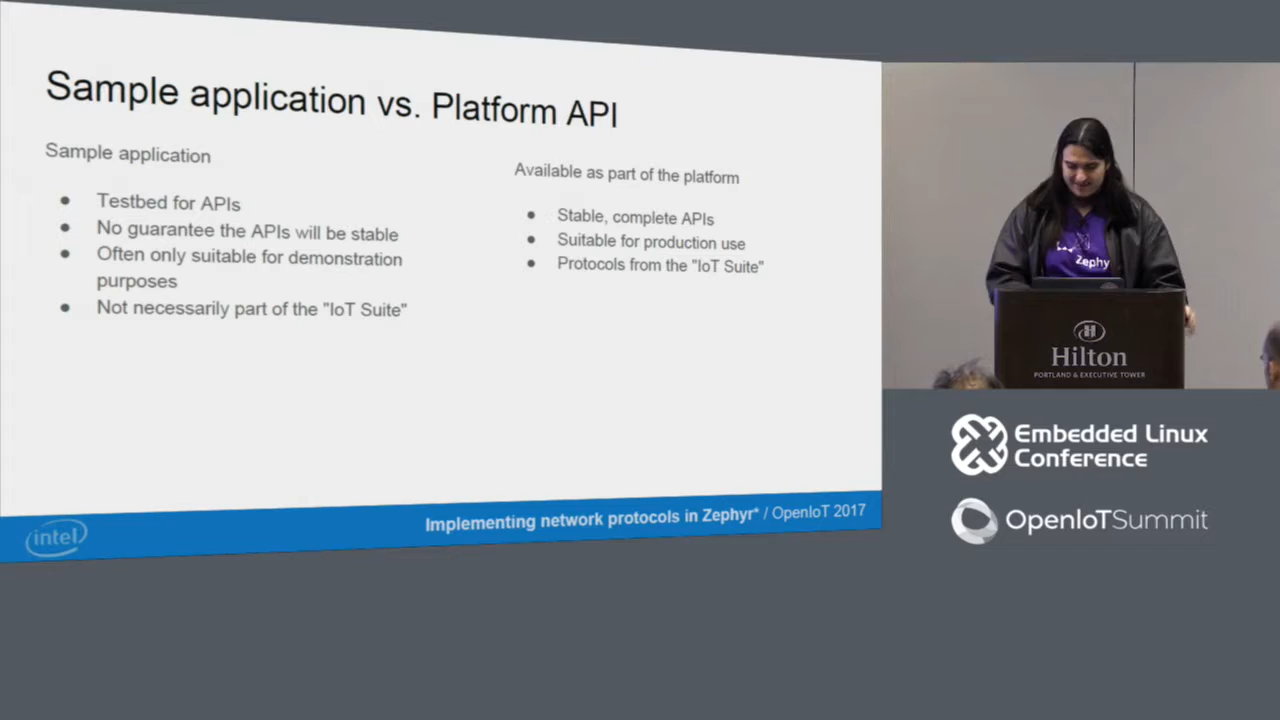 Sample application vs. Platform API
Sample application
Testbed for APIs
No guarantee the APIs will be stable
Often only suitable for demonstration
purposes
Not necessarily part of the "IoT Suite"
Available as part of the platform
Stable, complete APIs
Suitable for production use
Protocols from the "IoT Suite"
intel
Implementing network protocols in Zephyr* / OpenIoT 2017
Zephy
Hilton
PORTLAND & EXECUTIVE TOWER
Embedded Linux
Conference
OpenIoTSummit